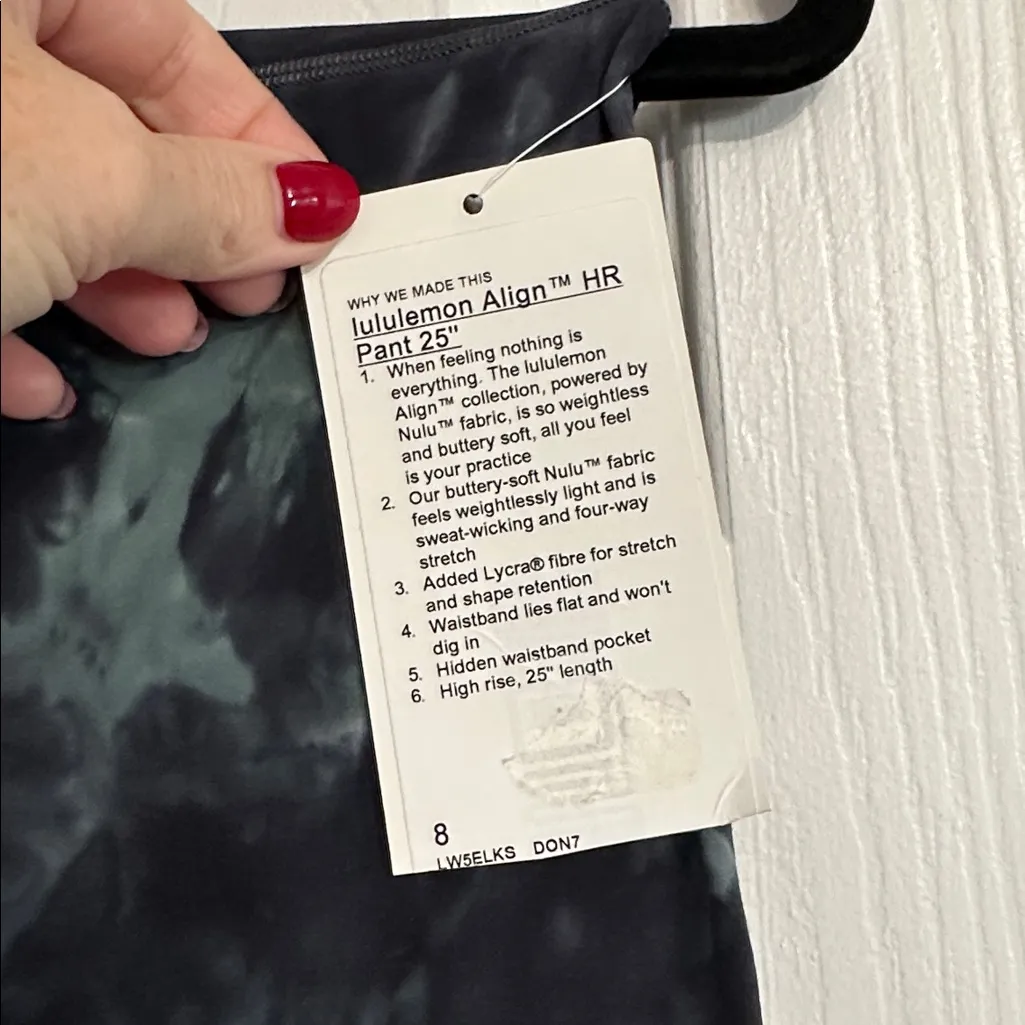 WHY WE MADE THIS
lululemon Align™ HR
Pant 25"
1. When feeling nothing is
everything. The lululemon
Align™ collection, powered by
Nulu™ fabric, is so weightless
and buttery soft, all you feel
is your practice
2. Our buttery-soft Nulu™ fabric
feels weightlessly light and is
sweat-wicking and four-way
stretch
3. Added Lycra® fibre for stretch
and shape retention
4. Waistband lies flat and won't
dig in
5. Hidden waistband pocket
6. High rise, 25" length
8
LW5ELKS DON7